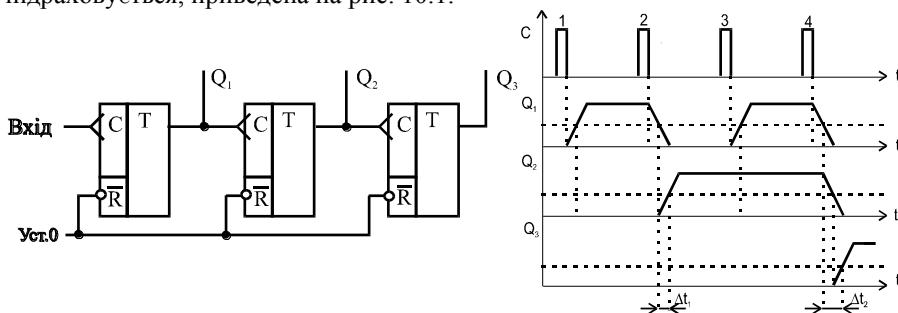 підраховується, приведена на рис. 10.1.
Q₁ Q₂ Q₃
Вхід C T C T C T
R̅ R̅ R̅
Уст.0
C 1 2 3 4 t
Q₁ t
Q₂ t
Q₃ t
Δt₁ Δt₂